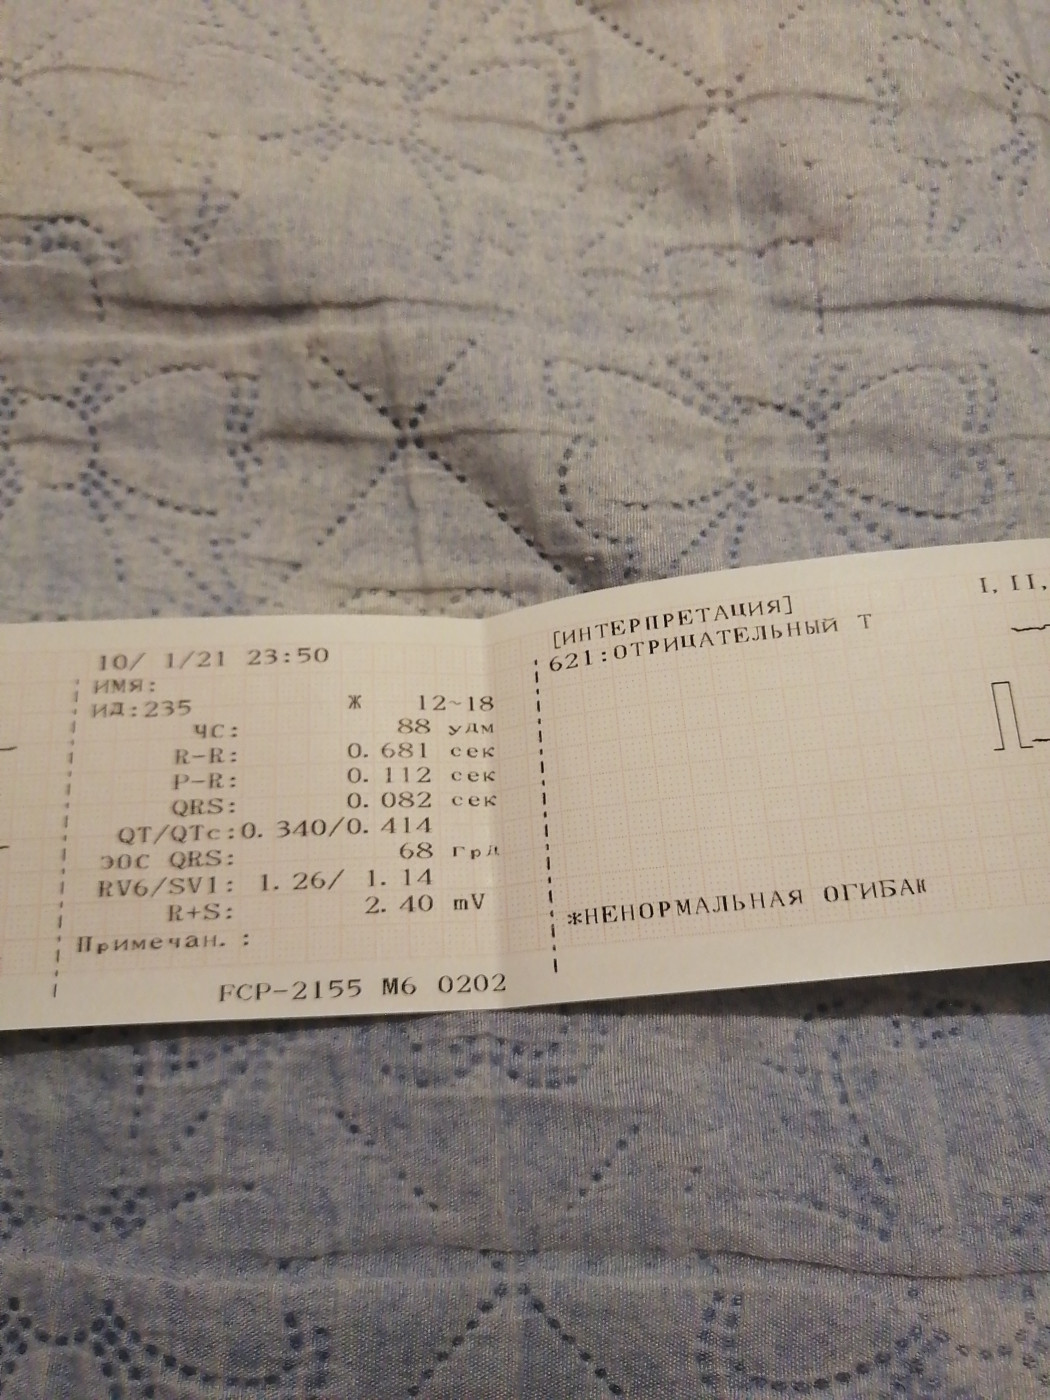 10/ 1/21 23:50
ИМЯ:
ИД:235 Ж 12~18
ЧС: 88 удм
R-R: 0. 681 сек
P-R: 0. 112 сек
QRS: 0. 082 сек
QT/QTc:0. 340/0. 414
ЭОС QRS: 68 грд
RV6/SV1: 1. 26/ 1. 14
R+S: 2. 40 mV
Примечан. :
FCP-2155 M6 0202
[ИНТЕРПРЕТАЦИЯ]
621:ОТРИЦАТЕЛЬНЫЙ Т
*НЕНОРМАЛЬНАЯ ОГИБАЮ
I, II,